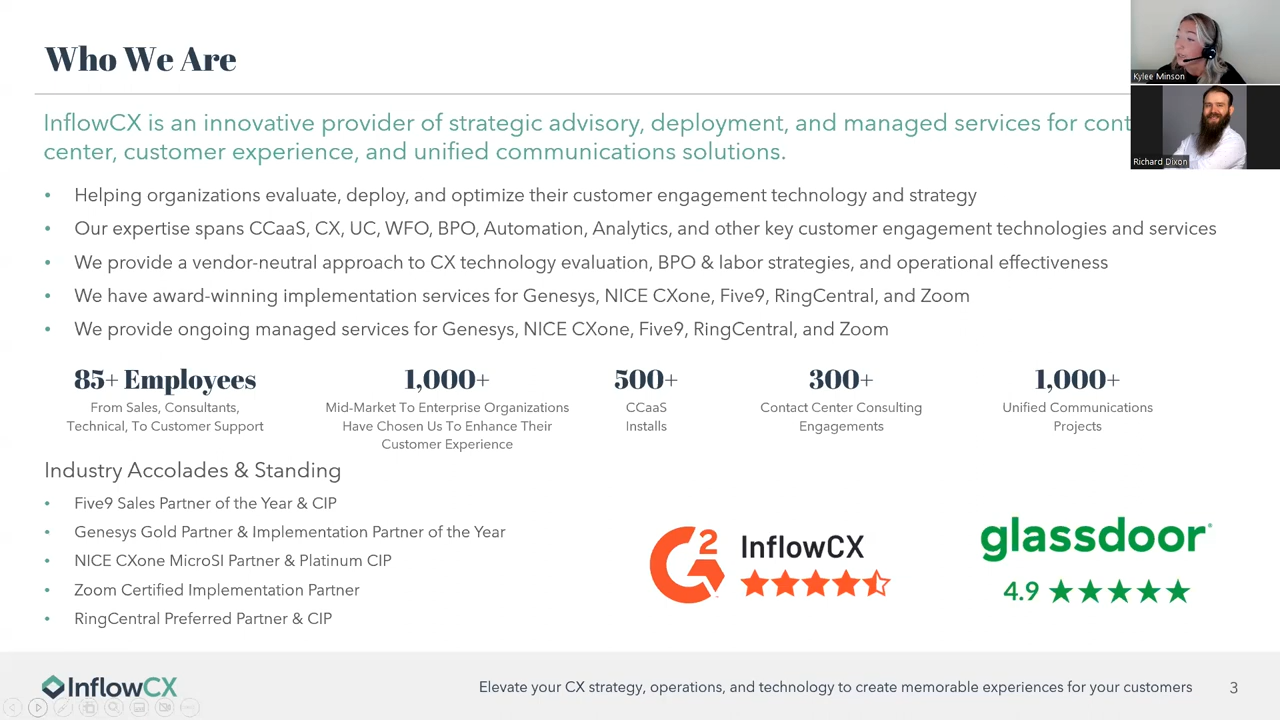 Who We Are
Kylee Minson
InflowCX is an innovative provider of strategic advisory, deployment, and managed services for cont
center, customer experience, and unified communications solutions.
Richard Dixon
• Helping organizations evaluate, deploy, and optimize their customer engagement technology and strategy
• Our expertise spans CCaaS, CX, UC, WFO, BPO, Automation, Analytics, and other key customer engagement technologies and services
• We provide a vendor-neutral approach to CX technology evaluation, BPO & labor strategies, and operational effectiveness
• We have award-winning implementation services for Genesys, NICE CXone, Five9, RingCentral, and Zoom
• We provide ongoing managed services for Genesys, NICE CXone, Five9, RingCentral, and Zoom
85+ Employees
From Sales, Consultants,
Technical, To Customer Support
1,000+
Mid-Market To Enterprise Organizations
Have Chosen Us To Enhance Their
Customer Experience
500+
CCaaS
Installs
300+
Contact Center Consulting
Engagements
1,000+
Unified Communications
Projects
Industry Accolades & Standing
• Five9 Sales Partner of the Year & CIP
• Genesys Gold Partner & Implementation Partner of the Year
• NICE CXone MicroSI Partner & Platinum CIP
• Zoom Certified Implementation Partner
• RingCentral Preferred Partner & CIP
G2
InflowCX
glassdoor
4.9
InflowCX
Elevate your CX strategy, operations, and technology to create memorable experiences for your customers
3